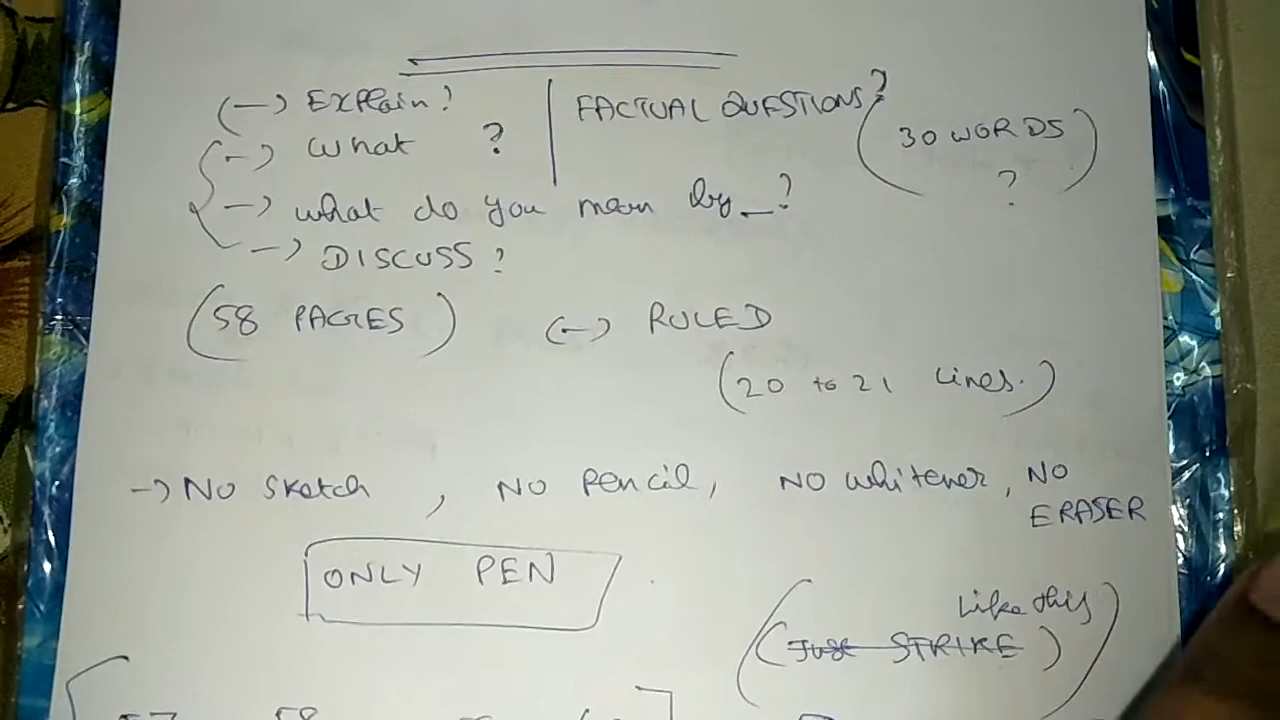 (→) Explain? | FACTUAL QUESTIONS? (30 WORDS ?)
(→) What ?
→) what do you mean by _?
→) DISCUSS?
(58 PAGES) (→) RULED
(20 to 21 lines.)
→ NO Sketch, NO Pencil, NO whitener, NO
ERASER
ONLY PEN
Like this
(Just STRIKE)
58